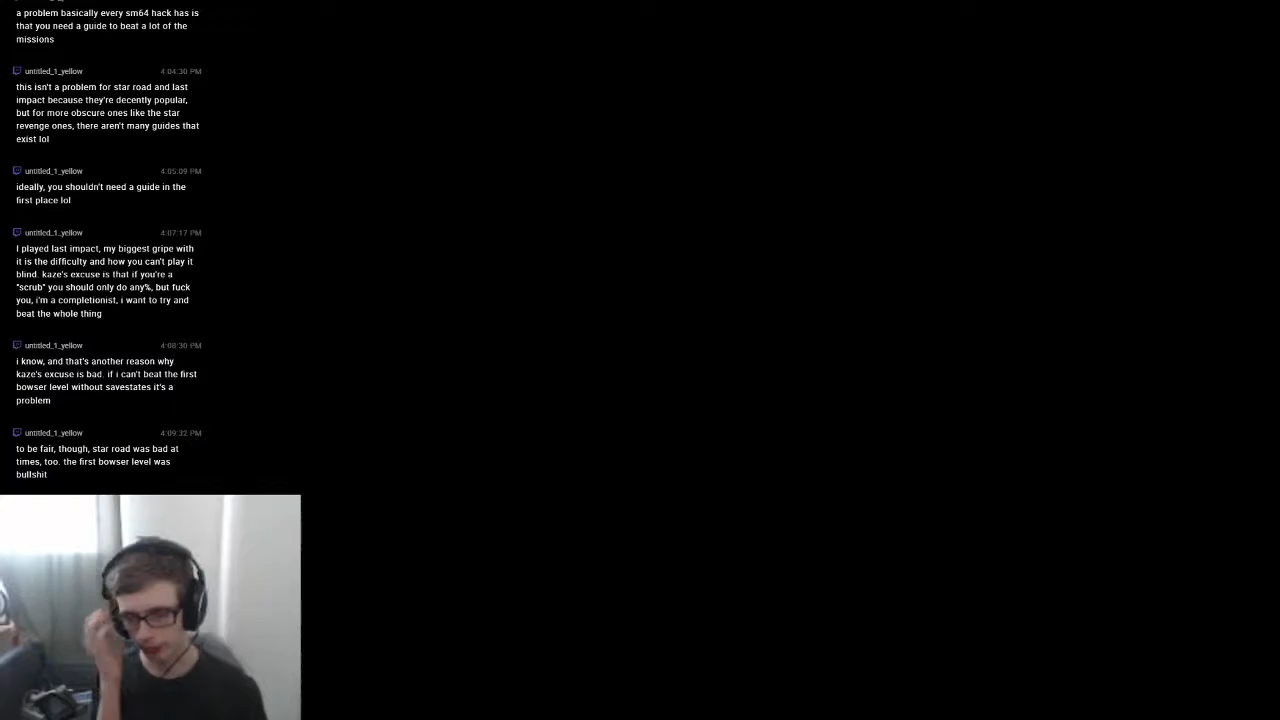 a problem basically every sm64 hack has is
that you need a guide to beat a lot of the
missions
untitled_1_yellow 4:04:30 PM
this isn't a problem for star road and last
impact because they're decently popular,
but for more obscure ones like the star
revenge ones, there aren't many guides that
exist lol
untitled_1_yellow 4:05:09 PM
ideally, you shouldn't need a guide in the
first place lol
untitled_1_yellow 4:07:17 PM
I played last impact, my biggest gripe with
it is the difficulty and how you can't play it
blind. kaze's excuse is that if you're a
"scrub" you should only do any%, but fuck
you, i'm a completionist, i want to try and
beat the whole thing
untitled_1_yellow 4:08:30 PM
i know, and that's another reason why
kaze's excuse is bad. if i can't beat the first
bowser level without savestates it's a
problem
untitled_1_yellow 4:09:32 PM
to be fair, though, star road was bad at
times, too. the first bowser level was
bullshit